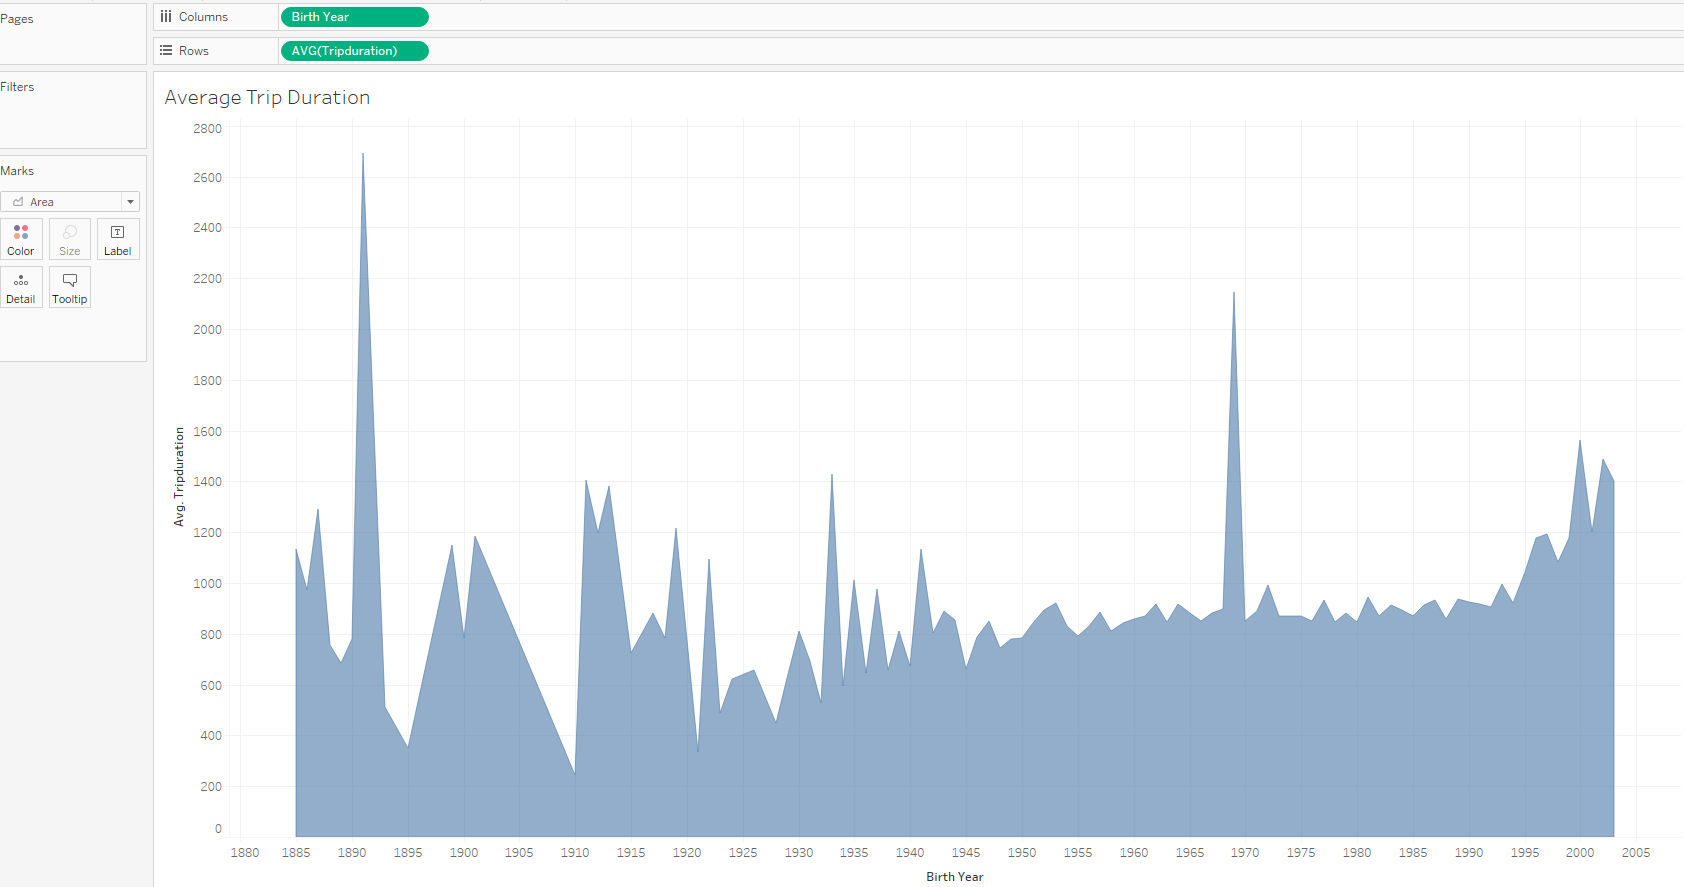 Pages
Columns
Birth Year
Rows
AVG(Tripduration)
Filters
Marks
Area
Color
Size
Label
Detail
Tooltip
Average Trip Duration
2800
2600
2400
2200
2000
1800
1600
1400
1200
1000
800
600
400
200
0
Avg. Tripduration
1880 1885 1890 1895 1900 1905 1910 1915 1920 1925 1930 1935 1940 1945 1950 1955 1960 1965 1970 1975 1980 1985 1990 1995 2000 2005
Birth Year